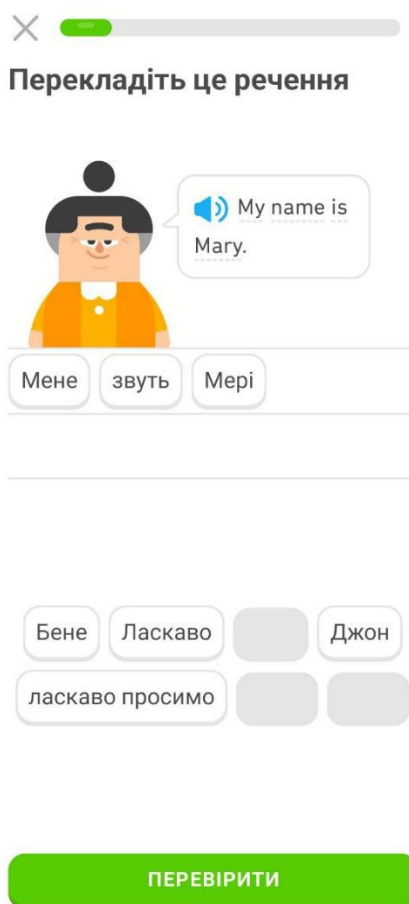 Перекладіть це речення
My name is
Mary.
Мене звуть Мері
Бене Ласкаво Джон
ласкаво просимо
ПЕРЕВІРИТИ